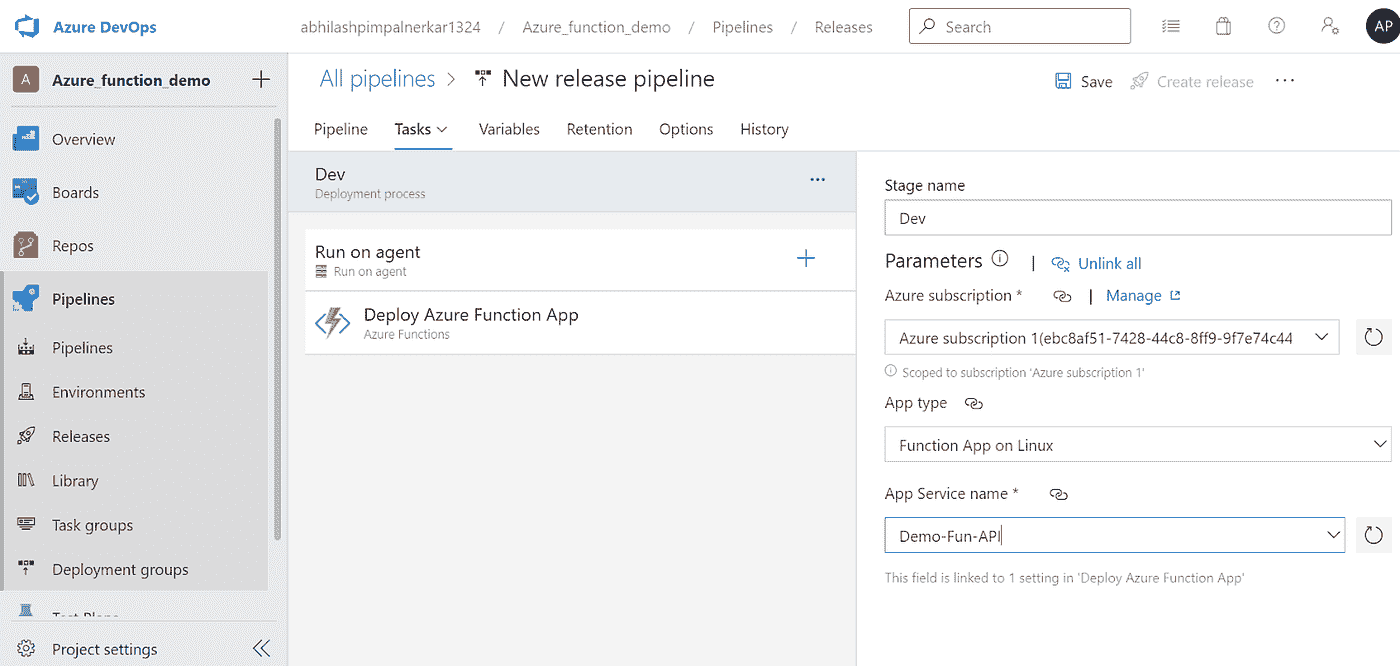 Azure DevOps
abhilashpimpalnerkar1324 / Azure_function_demo / Pipelines / Releases
Search
AP
A Azure_function_demo
Overview
Boards
Repos
Pipelines
Pipelines
Environments
Releases
Library
Task groups
Deployment groups
Test Plans
Project settings
All pipelines > New release pipeline
Save Create release ...
Pipeline Tasks Variables Retention Options History
Dev
Deployment process
Run on agent
Run on agent
Deploy Azure Function App
Azure Functions
Stage name
Dev
Parameters | Unlink all
Azure subscription * | Manage
Azure subscription 1(ebc8af51-7428-44c8-8ff9-9f7e74c44
Scoped to subscription 'Azure subscription 1'
App type
Function App on Linux
App Service name *
Demo-Fun-API
This field is linked to 1 setting in 'Deploy Azure Function App'